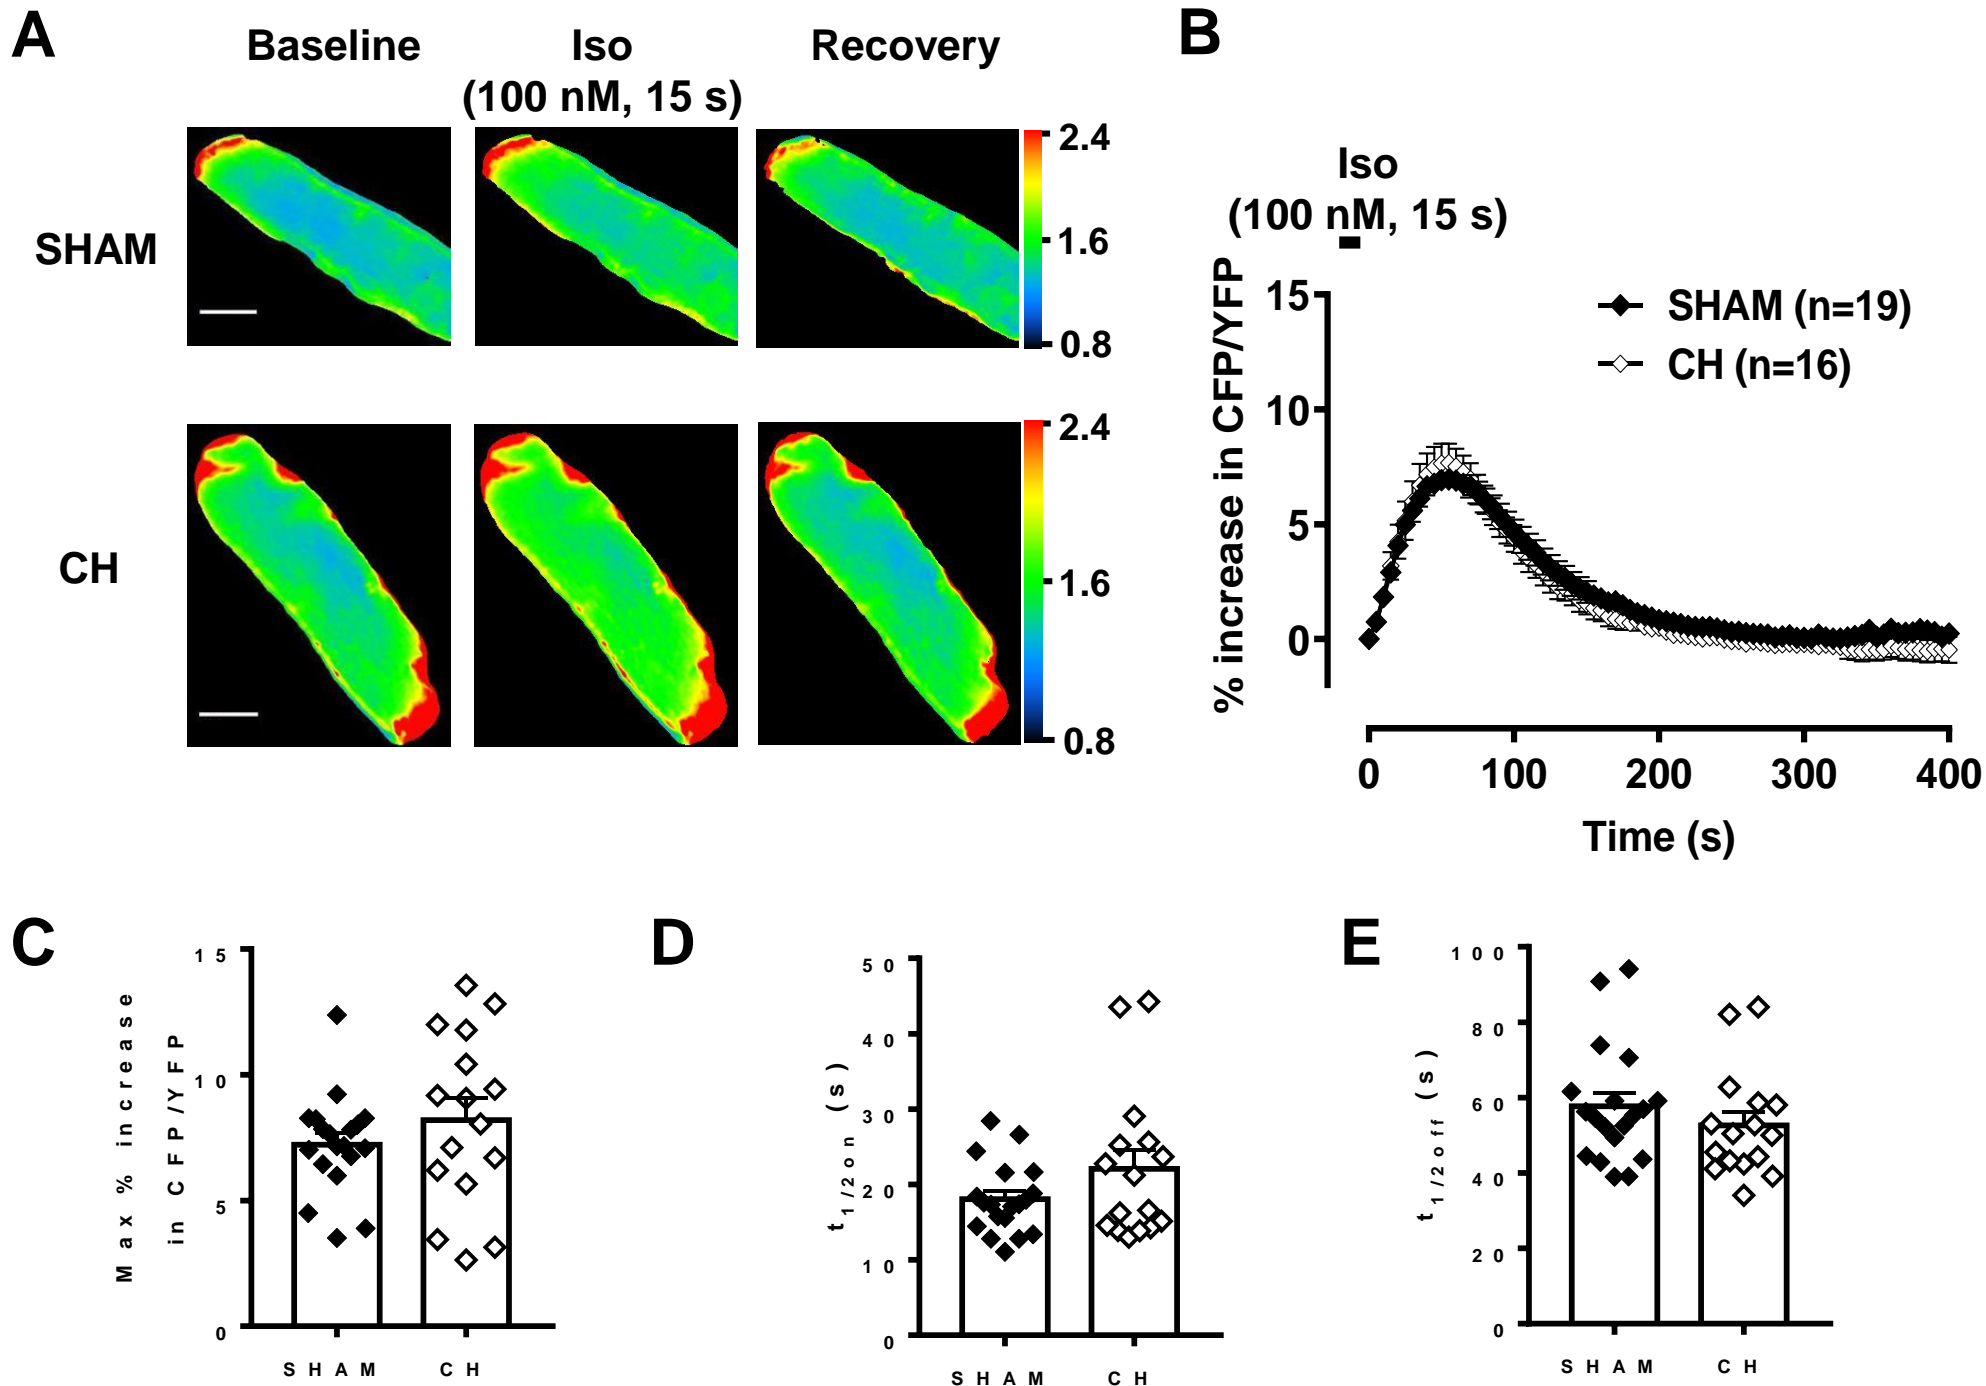 A
Baseline
Iso
(100 nM, 15 s)
Recovery
SHAM
2.4
1.6
0.8
CH
2.4
1.6
0.8
B
Iso
(100 nM, 15 s)
% increase in CFP/YFP
15
10
5
0
SHAM (n=19)
CH (n=16)
0 100 200 300 400
Time (s)
C
Max % increase
in CFP/YFP
15
10
5
0
SHAM CH
D
t1/2on (s)
50
40
30
20
10
0
SHAM CH
E
t1/2off (s)
100
80
60
40
20
0
SHAM CH